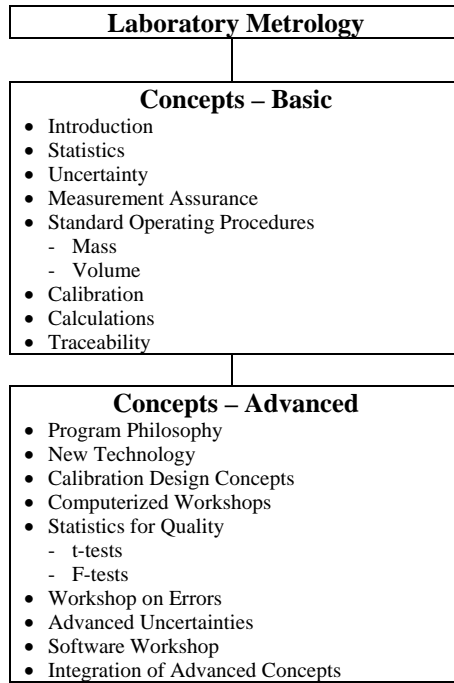 Laboratory Metrology
Concepts – Basic
• Introduction
• Statistics
• Uncertainty
• Measurement Assurance
• Standard Operating Procedures
- Mass
- Volume
• Calibration
• Calculations
• Traceability
Concepts – Advanced
• Program Philosophy
• New Technology
• Calibration Design Concepts
• Computerized Workshops
• Statistics for Quality
- t-tests
- F-tests
• Workshop on Errors
• Advanced Uncertainties
• Software Workshop
• Integration of Advanced Concepts